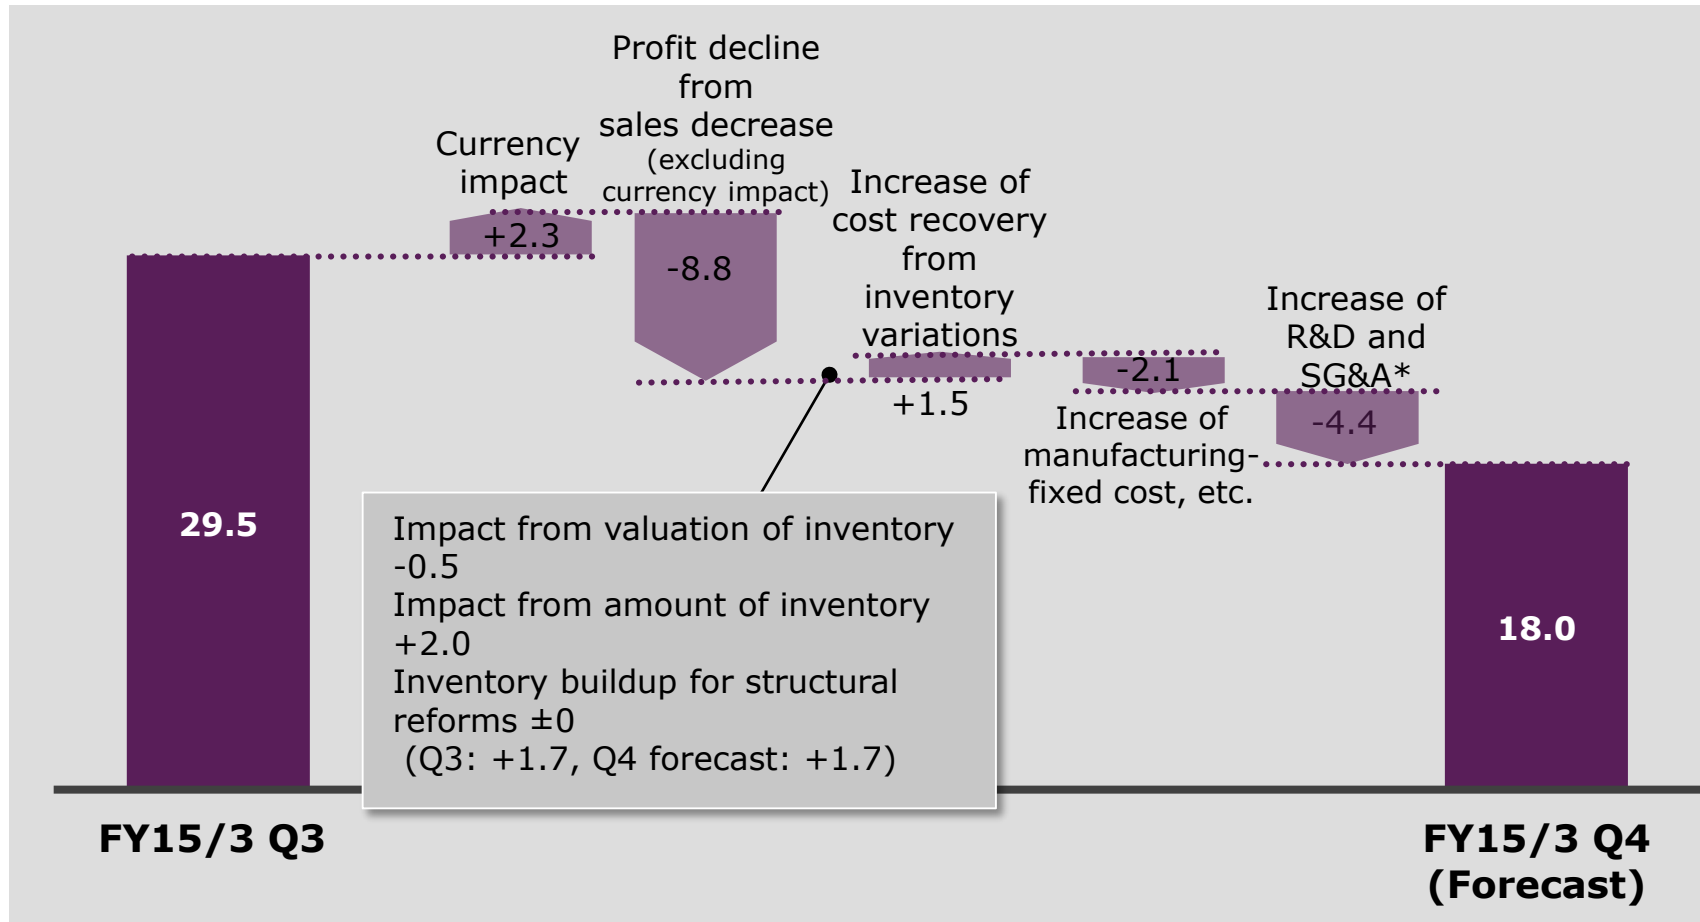 Profit decline
from
sales decrease
(excluding
currency impact)
Currency
impact
+2.3
-8.8
Increase of
cost recovery
from
inventory
variations
+1.5
-2.1
Increase of
manufacturing-
fixed cost, etc.
Increase of
R&D and
SG&A*
-4.4
29.5
Impact from valuation of inventory
-0.5
Impact from amount of inventory
+2.0
Inventory buildup for structural
reforms ±0
(Q3: +1.7, Q4 forecast: +1.7)
18.0
FY15/3 Q3
FY15/3 Q4
(Forecast)